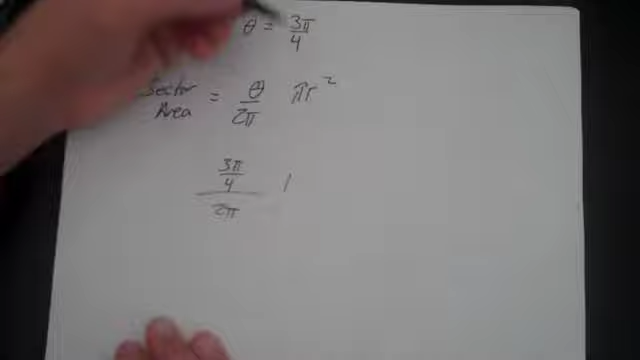 θ = 3π/4
Sector Area = θ/2π πr²
3π/4 / 2π